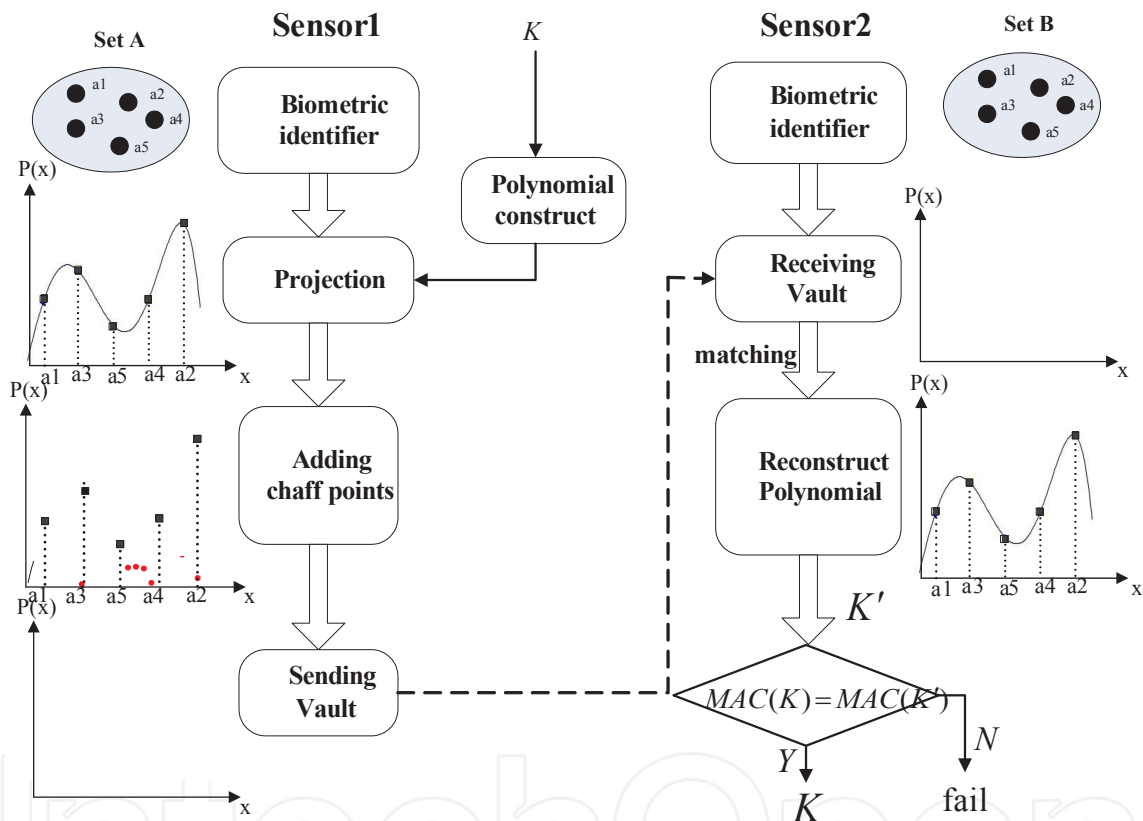 Set A
Sensor1
K
Sensor2
Set B
a1
a2
a3
a4
a5
Biometric
identifier
Biometric
identifier
a1
a2
a3
a4
a5
P(x)
Polynomial
construct
P(x)
Projection
Receiving
Vault
a1 a3 a5 a4 a2 x
matching
x
P(x)
P(x)
Adding
chaff points
Reconstruct
Polynomial
a1 a3 a5 a4 a2 x
a1 a3 a5 a4 a2 x
P(x)
K'
Sending
Vault
MAC(K)=MAC(K')
Y
N
x
K
fail